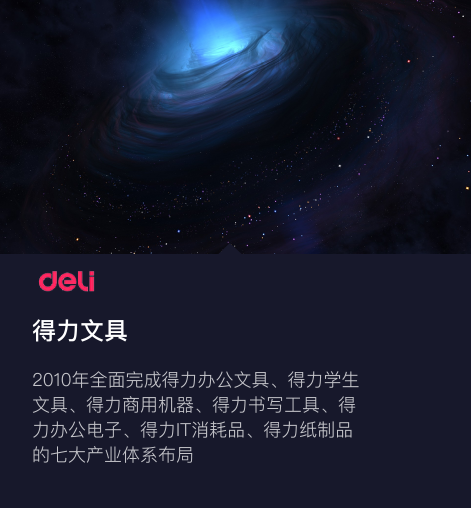 deli
得力文具
2010年全面完成得力办公文具、得力学生
文具、得力商用机器、得力书写工具、得
力办公电子、得力IT消耗品、得力纸制品
的七大产业体系布局